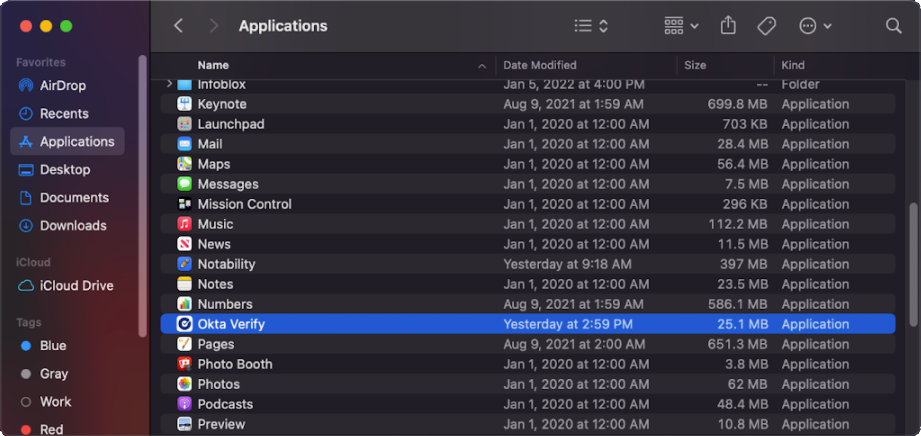 Applications
Favorites
AirDrop
Recents
Applications
Desktop
Documents
Downloads
iCloud
iCloud Drive
Tags
Blue
Gray
Work
Red
Name Date Modified Size Kind
Infoblox Jan 5, 2022 at 4:00 PM -- Folder
Keynote Aug 9, 2021 at 1:59 AM 699.8 MB Application
Launchpad Jan 1, 2020 at 12:00 AM 703 KB Application
Mail Jan 1, 2020 at 12:00 AM 28.4 MB Application
Maps Jan 1, 2020 at 12:00 AM 56.4 MB Application
Messages Jan 1, 2020 at 12:00 AM 7.5 MB Application
Mission Control Jan 1, 2020 at 12:00 AM 296 KB Application
Music Jan 1, 2020 at 12:00 AM 112.2 MB Application
News Jan 1, 2020 at 12:00 AM 11.5 MB Application
Notability Yesterday at 9:18 AM 397 MB Application
Notes Jan 1, 2020 at 12:00 AM 23.5 MB Application
Numbers Aug 9, 2021 at 1:59 AM 586.1 MB Application
Okta Verify Yesterday at 2:59 PM 25.1 MB Application
Pages Aug 9, 2021 at 2:00 AM 651.3 MB Application
Photo Booth Jan 1, 2020 at 12:00 AM 3.8 MB Application
Photos Jan 1, 2020 at 12:00 AM 62 MB Application
Podcasts Jan 1, 2020 at 12:00 AM 48.4 MB Application
Preview Jan 1, 2020 at 12:00 AM 10.8 MB Application